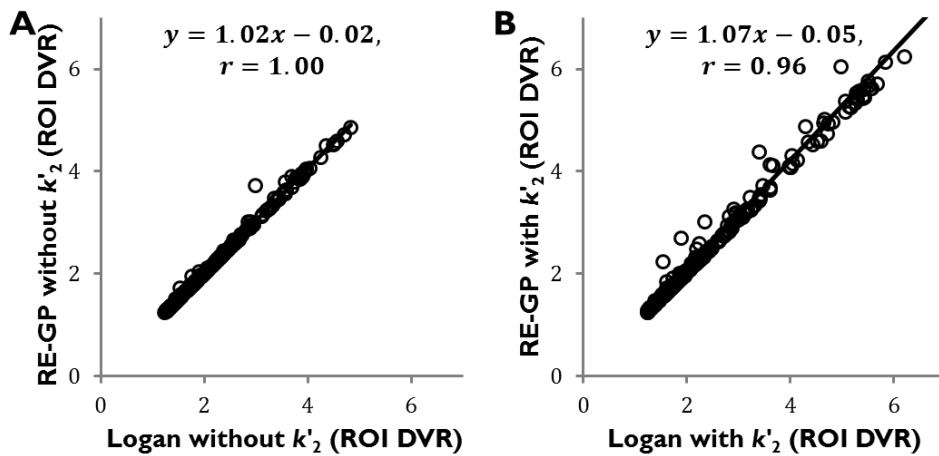 A
y = 1.02x − 0.02,
r = 1.00
RE-GP without k'2 (ROI DVR)
6
4
2
0
0 2 4 6
Logan without k'2 (ROI DVR)
B
y = 1.07x − 0.05,
r = 0.96
RE-GP with k'2 (ROI DVR)
6
4
2
0
0 2 4 6
Logan with k'2 (ROI DVR)